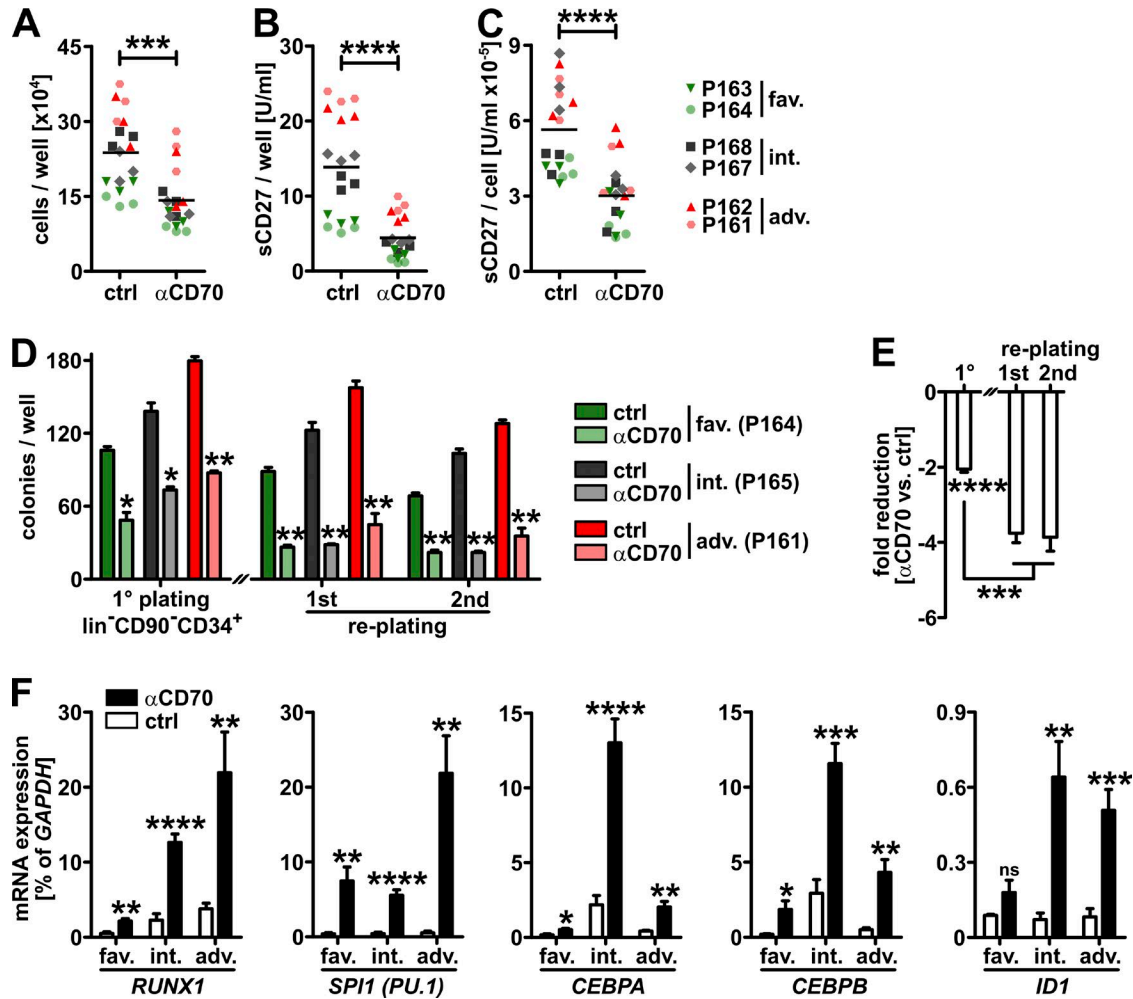 A
***
cells / well [x10⁴]
45
30
15
0
ctrl
αCD70
B
****
sCD27 / well [U/ml]
30
20
10
0
ctrl
αCD70
C
****
sCD27 / cell [U/ml x10⁻⁵]
9
6
3
0
ctrl
αCD70
P163
P164
fav.
P168
P167
int.
P162
P161
adv.
D
colonies / well
180
120
60
0
*
*
**
**
**
**
**
**
**
1° plating
lin⁻CD90⁻CD34⁺
1st
2nd
re-plating
ctrl
αCD70
fav. (P164)
ctrl
αCD70
int. (P165)
ctrl
αCD70
adv. (P161)
E
re-plating
1°
1st
2nd
fold reduction
[αCD70 vs. ctrl]
0
-2
-4
-6
****
***
F
αCD70
ctrl
mRNA expression
[% of GAPDH]
30
20
10
0
**
****
**
fav.
int.
adv.
RUNX1
30
20
10
0
**
****
**
fav.
int.
adv.
SPI1 (PU.1)
15
10
5
0
*
****
**
fav.
int.
adv.
CEBPA
15
10
5
0
*
***
**
fav.
int.
adv.
CEBPB
0.9
0.6
0.3
0
ns
**
***
fav.
int.
adv.
ID1